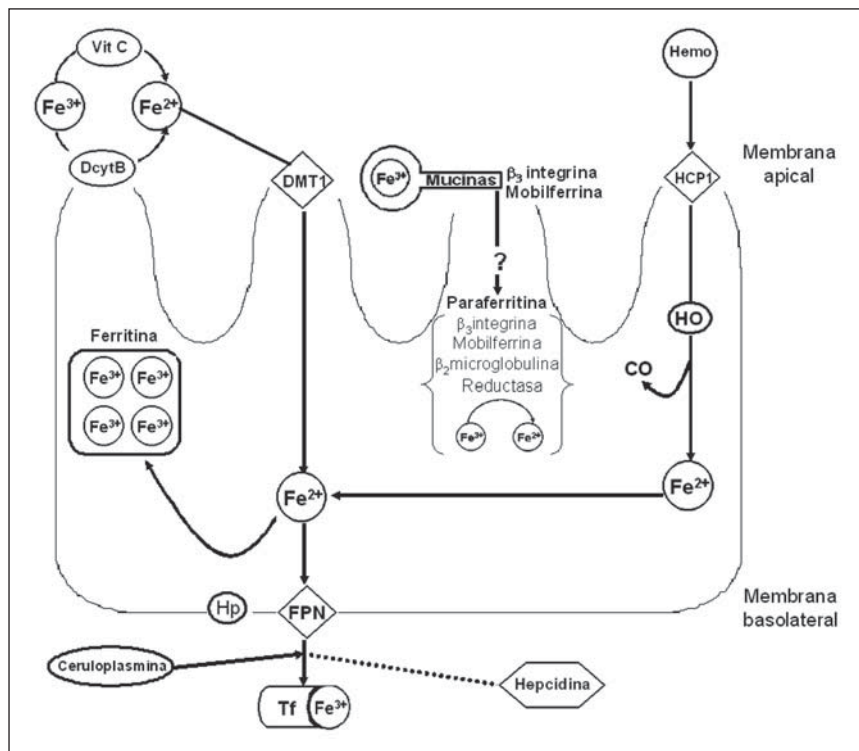 Vit C
Hemo
Fe³⁺
Fe²⁺
DcytB
DMT1
Fe³⁺
Mucinas
β₃ integrina
Mobilferrina
HCP1
Membrana
apical
?
Paraferritina
β₃integrina
Mobilferrina
β₂microglobulina
Reductasa
Fe³⁺
Fe²⁺
HO
CO
Ferritina
Fe³⁺
Fe³⁺
Fe³⁺
Fe³⁺
Fe²⁺
Fe²⁺
Hp
FPN
Membrana
basolateral
Ceruloplasmina
Hepcidina
Tf
Fe³⁺